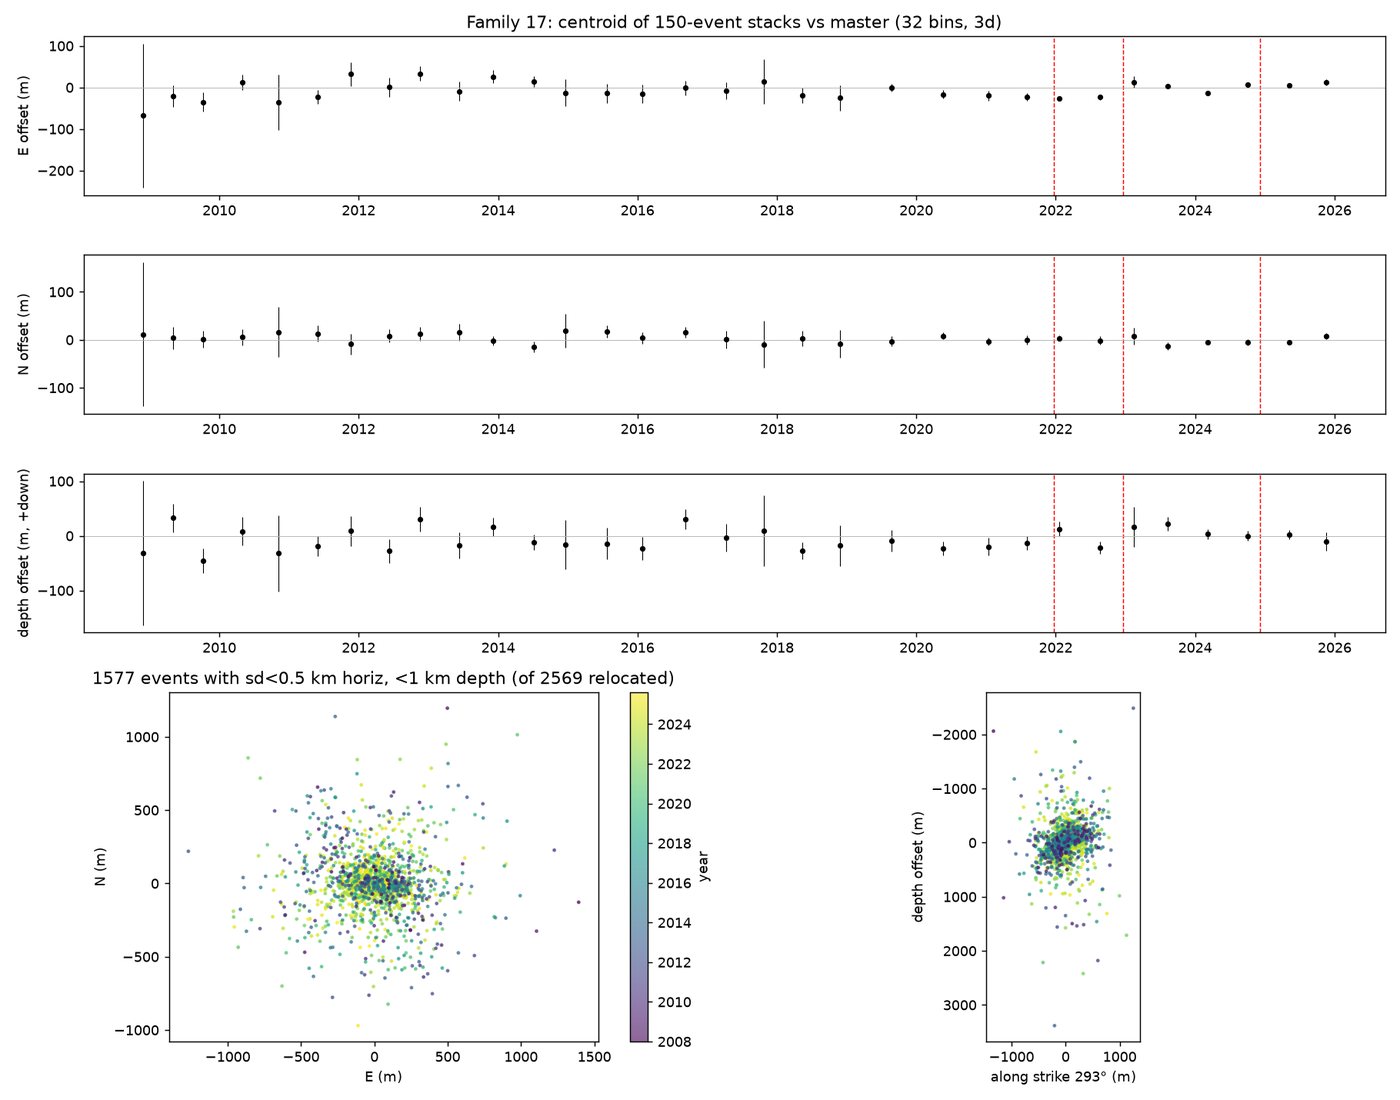 Family 17: centroid of 150-event stacks vs master (32 bins, 3d)
E offset (m)
100
0
−100
−200
2010 2012 2014 2016 2018 2020 2022 2024 2026
N offset (m)
100
0
−100
2010 2012 2014 2016 2018 2020 2022 2024 2026
depth offset (m, +down)
100
0
−100
2010 2012 2014 2016 2018 2020 2022 2024 2026
1577 events with sd<0.5 km horiz, <1 km depth (of 2569 relocated)
N (m)
1000
500
0
−500
−1000
−1000 −500 0 500 1000 1500
E (m)
2024
2022
2020
2018
2016
2014
2012
2010
2008
year
depth offset (m)
−2000
−1000
0
1000
2000
3000
−1000 0 1000
along strike 293° (m)